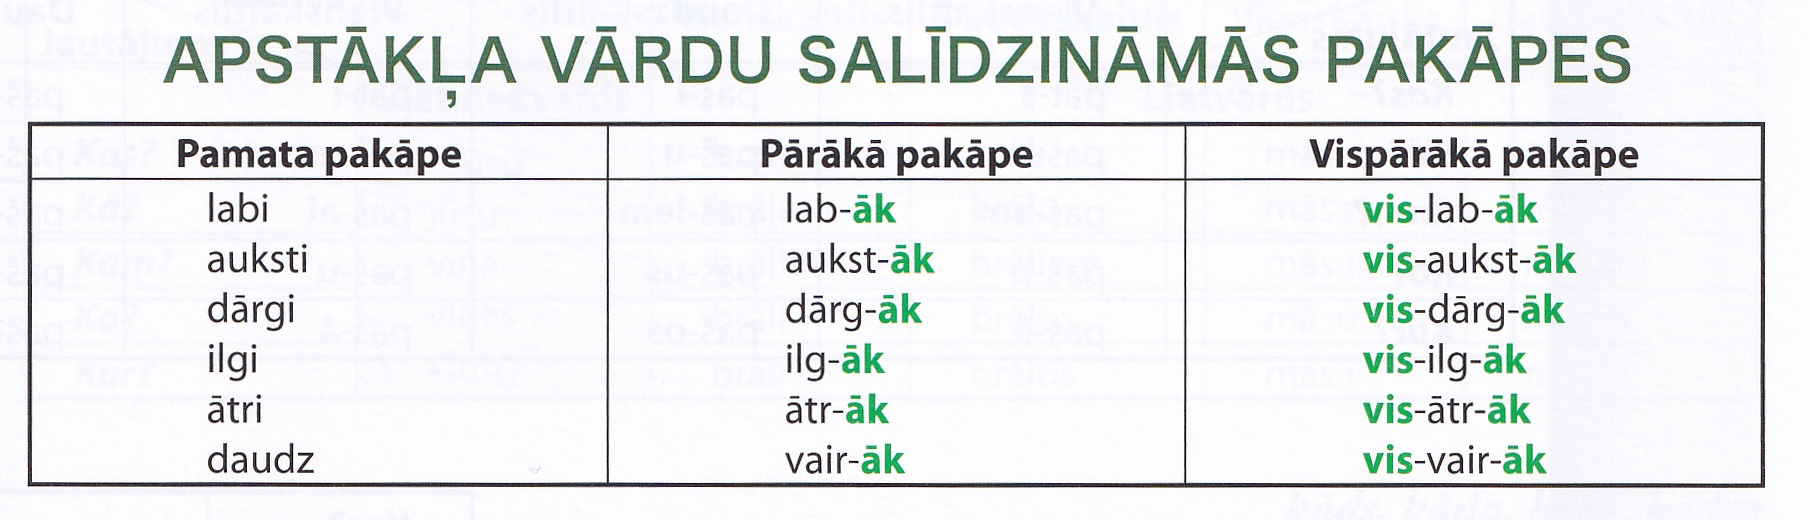 APSTĀKĻA VĀRDU SALĪDZINĀMĀS PAKĀPES
Pamata pakāpe Pārākā pakāpe Vispārākā pakāpe
labi lab-āk vis-lab-āk
auksti aukst-āk vis-aukst-āk
dārgi dārg-āk vis-dārg-āk
ilgi ilg-āk vis-ilg-āk
ātri ātr-āk vis-ātr-āk
daudz vair-āk vis-vair-āk